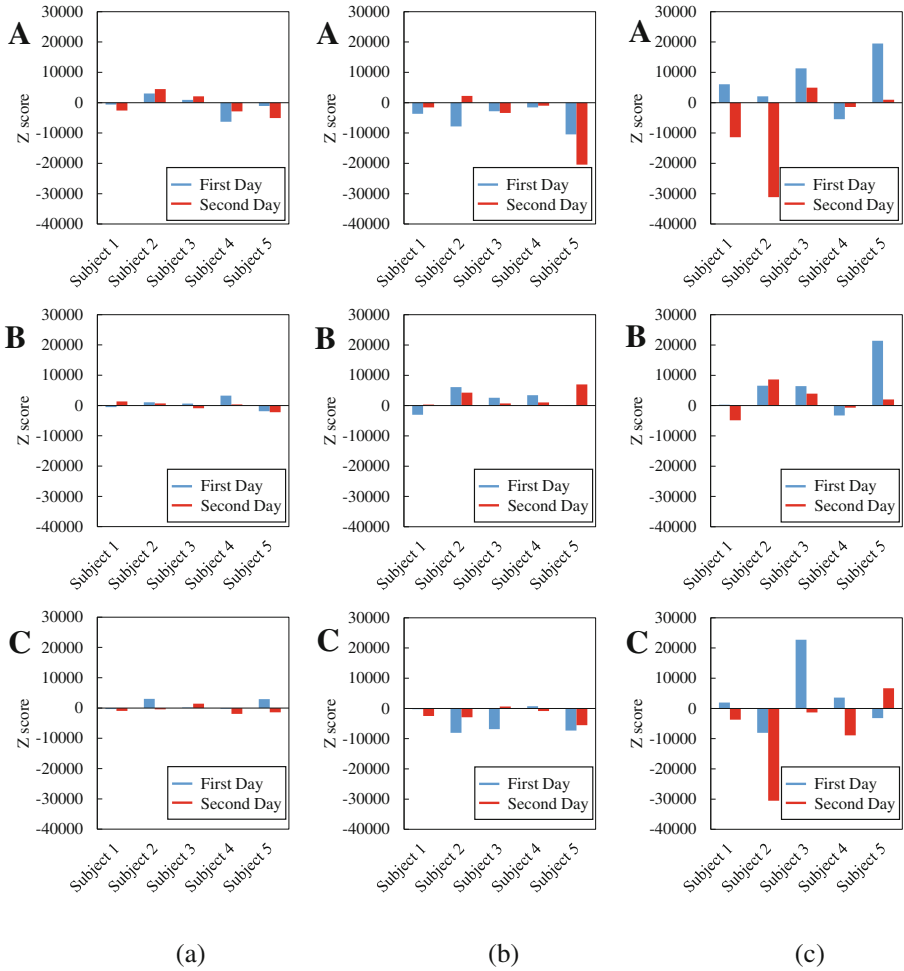 A
30000
20000
10000
0
-10000
-20000
-30000
-40000
Z score
First Day
Second Day
Subject 1
Subject 2
Subject 3
Subject 4
Subject 5
A
30000
20000
10000
0
-10000
-20000
-30000
-40000
Z score
First Day
Second Day
Subject 1
Subject 2
Subject 3
Subject 4
Subject 5
A
30000
20000
10000
0
-10000
-20000
-30000
-40000
Z score
First Day
Second Day
Subject 1
Subject 2
Subject 3
Subject 4
Subject 5
B
30000
20000
10000
0
-10000
-20000
-30000
-40000
Z score
First Day
Second Day
Subject 1
Subject 2
Subject 3
Subject 4
Subject 5
B
30000
20000
10000
0
-10000
-20000
-30000
-40000
Z score
First Day
Second Day
Subject 1
Subject 2
Subject 3
Subject 4
Subject 5
B
30000
20000
10000
0
-10000
-20000
-30000
-40000
Z score
First Day
Second Day
Subject 1
Subject 2
Subject 3
Subject 4
Subject 5
C
30000
20000
10000
0
-10000
-20000
-30000
-40000
Z score
First Day
Second Day
Subject 1
Subject 2
Subject 3
Subject 4
Subject 5
C
30000
20000
10000
0
-10000
-20000
-30000
-40000
Z score
First Day
Second Day
Subject 1
Subject 2
Subject 3
Subject 4
Subject 5
C
30000
20000
10000
0
-10000
-20000
-30000
-40000
Z score
First Day
Second Day
Subject 1
Subject 2
Subject 3
Subject 4
Subject 5
(a)
(b)
(c)